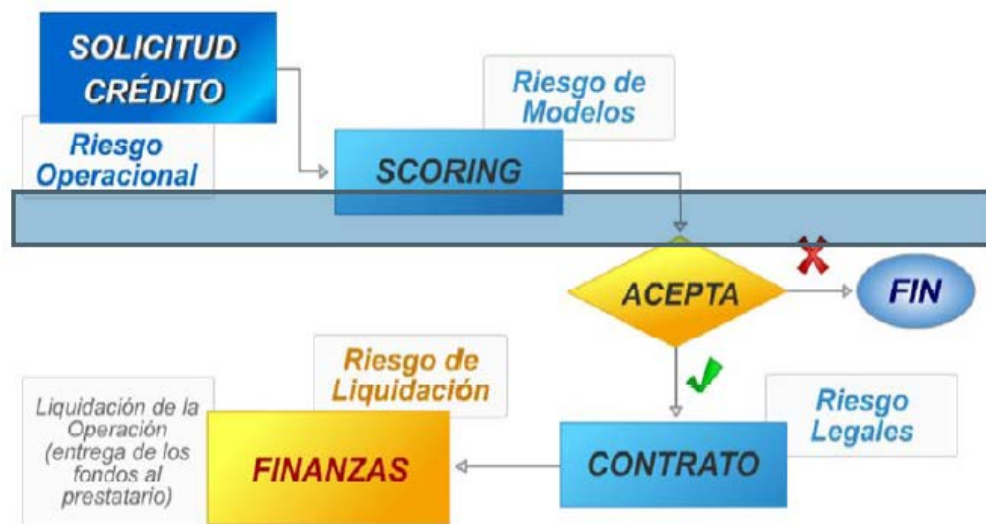 SOLICITUD
CRÉDITO
Riesgo
Operacional
Riesgo de
Modelos
SCORING
ACEPTA
FIN
Riesgo
Legales
CONTRATO
Riesgo de
Liquidación
FINANZAS
Liquidación de la
Operación
(entrega de los
fondos al
prestatario)